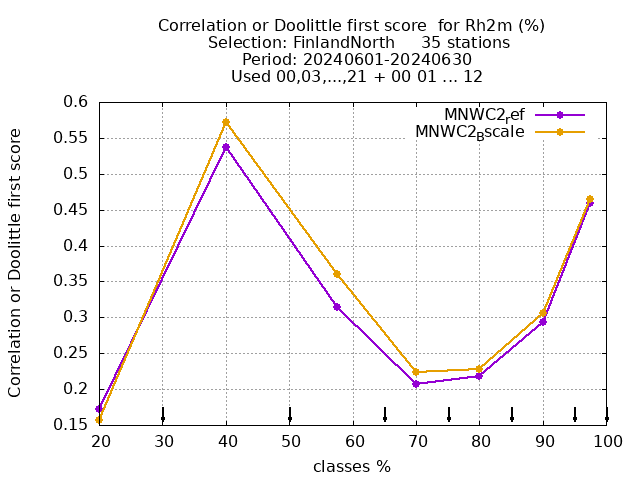 Correlation or Doolittle first score  for Rh2m (%)
Selection: FinlandNorth     35 stations
Period: 20240601-20240630
Used 00,03,...,21 + 00 01 ... 12
MNWC2ref
MNWC2Bscale
Correlation or Doolittle first score
0.6
0.55
0.5
0.45
0.4
0.35
0.3
0.25
0.2
0.15
20 30 40 50 60 70 80 90 100
classes %